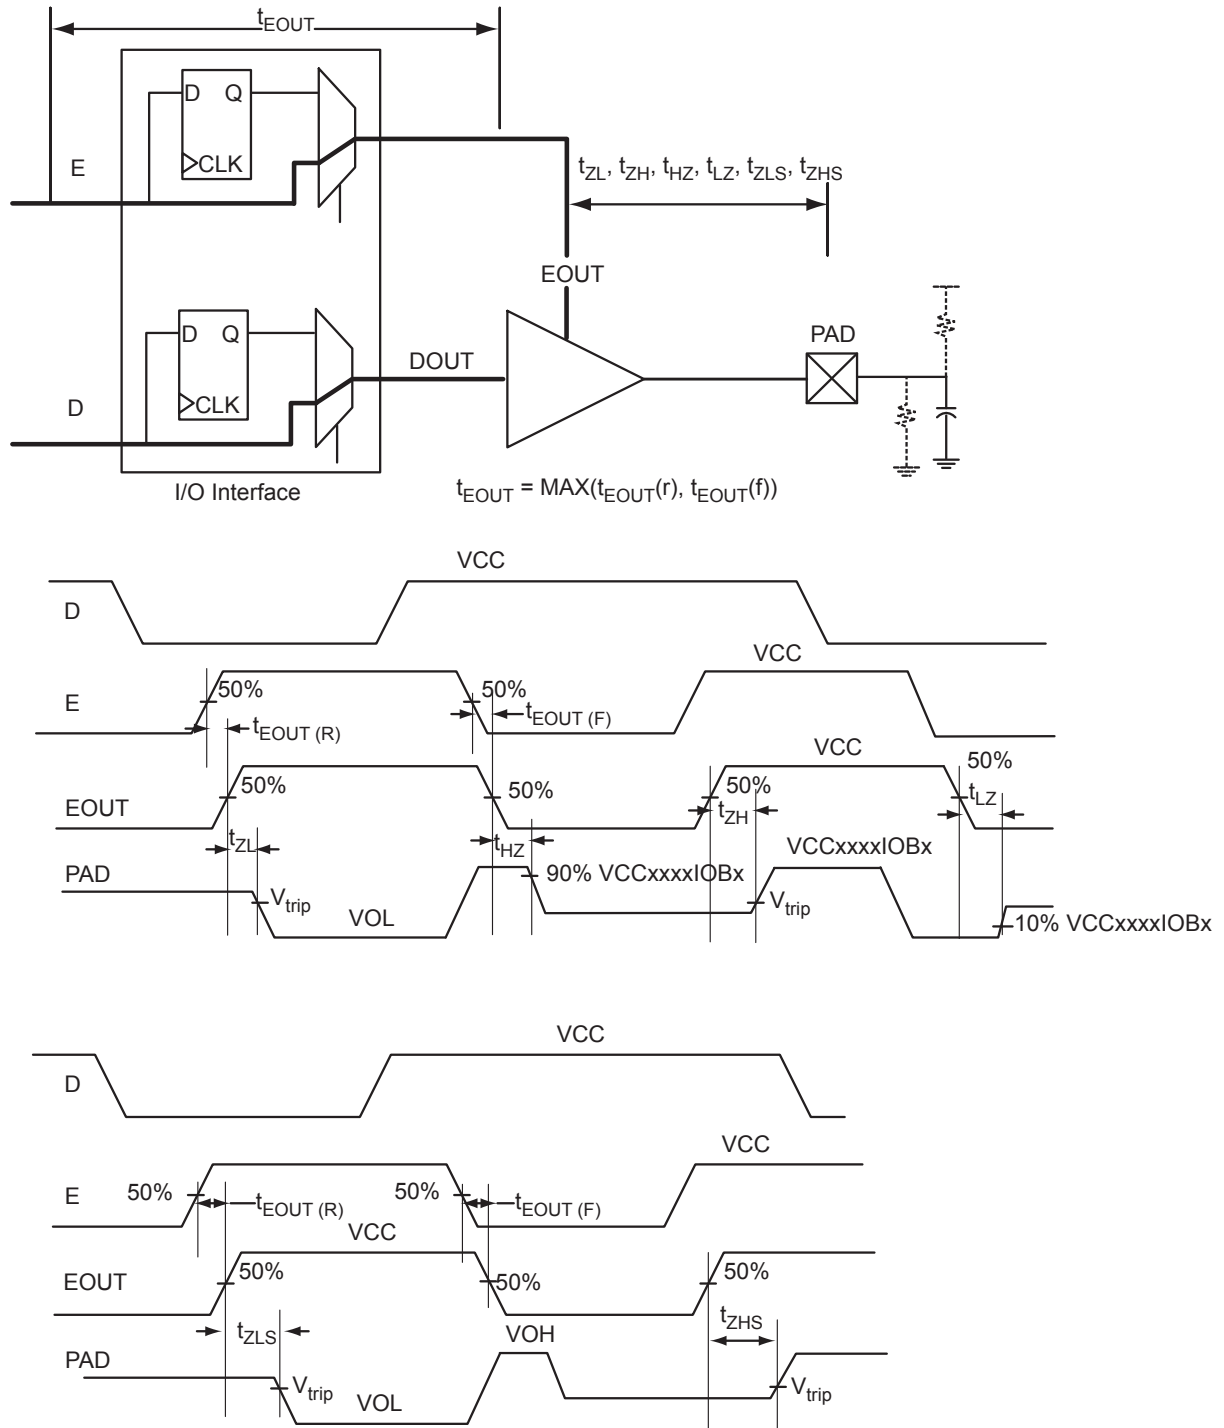 tEOUT
D Q
CLK
E
tZL, tZH, tHZ, tLZ, tZLS, tZHS
EOUT
D Q
CLK
DOUT
PAD
D
I/O Interface
tEOUT = MAX(tEOUT(r), tEOUT(f))
VCC
D
VCC
E
50%
50%
tEOUT (R)
tEOUT (F)
VCC
50%
EOUT
50%
50%
50%
tZL
tHZ
tZH
tLZ
PAD
90% VCCxxxxIOBx
VCCxxxxIOBx
Vtrip
VOL
Vtrip
10% VCCxxxxIOBx
VCC
D
VCC
E
50%
50%
tEOUT (R)
tEOUT (F)
VCC
EOUT
50%
50%
50%
tZLS
VOH
tZHS
PAD
Vtrip
VOL
Vtrip